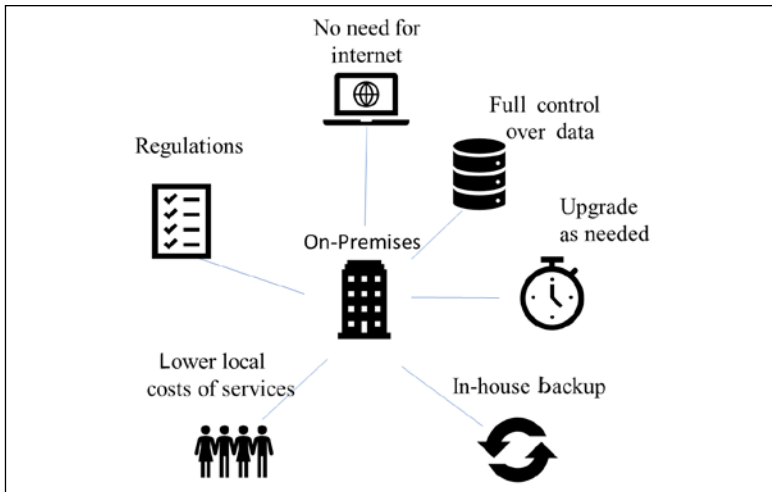 No need for
internet
Full control
over data
Regulations
Upgrade
as needed
On-Premises
Lower local
costs of services
In-house backup